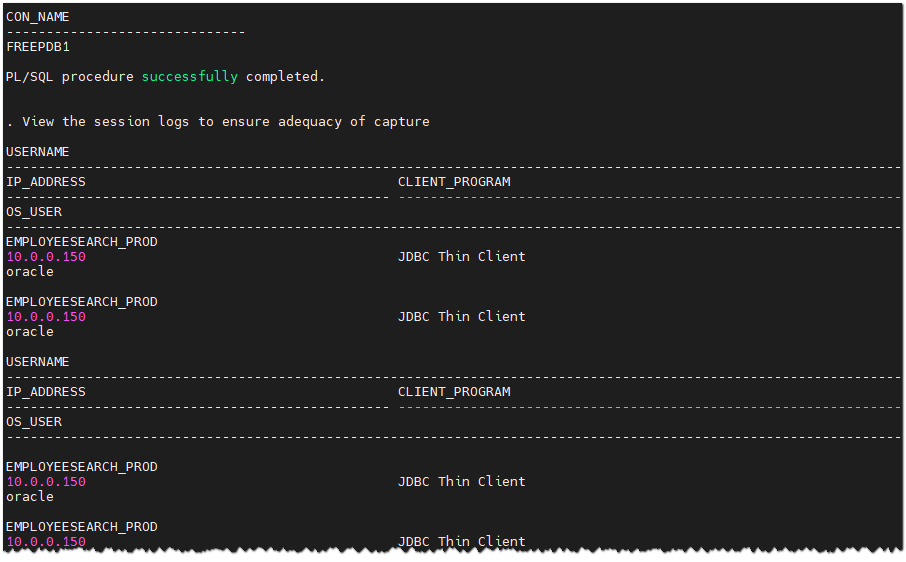 CON_NAME
------------------------------
FREEPDB1
PL/SQL procedure successfully completed.
. View the session logs to ensure adequacy of capture
USERNAME
----------------------------------------------------------------------------------------------------------------
IP_ADDRESS CLIENT_PROGRAM
------------------------------------------------ ---------------------------------------------------------------
OS_USER
----------------------------------------------------------------------------------------------------------------
EMPLOYEESEARCH_PROD
10.0.0.150 JDBC Thin Client
oracle
EMPLOYEESEARCH_PROD
10.0.0.150 JDBC Thin Client
oracle
USERNAME
----------------------------------------------------------------------------------------------------------------
IP_ADDRESS CLIENT_PROGRAM
------------------------------------------------ ---------------------------------------------------------------
OS_USER
----------------------------------------------------------------------------------------------------------------
EMPLOYEESEARCH_PROD
10.0.0.150 JDBC Thin Client
oracle
EMPLOYEESEARCH_PROD
10.0.0.150 JDBC Thin Client